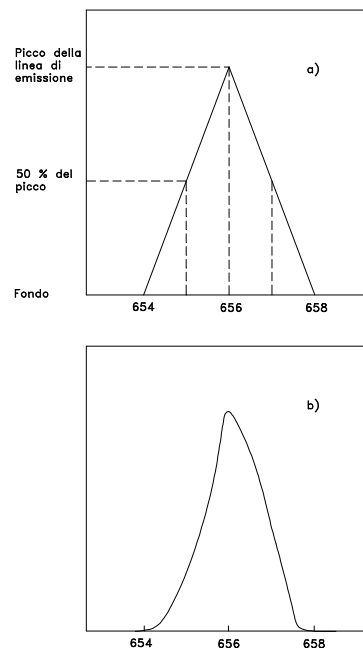 Picco della
linea di
emissione
a)
50 % del
picco
Fondo
654 656 658
b)
654 656 658